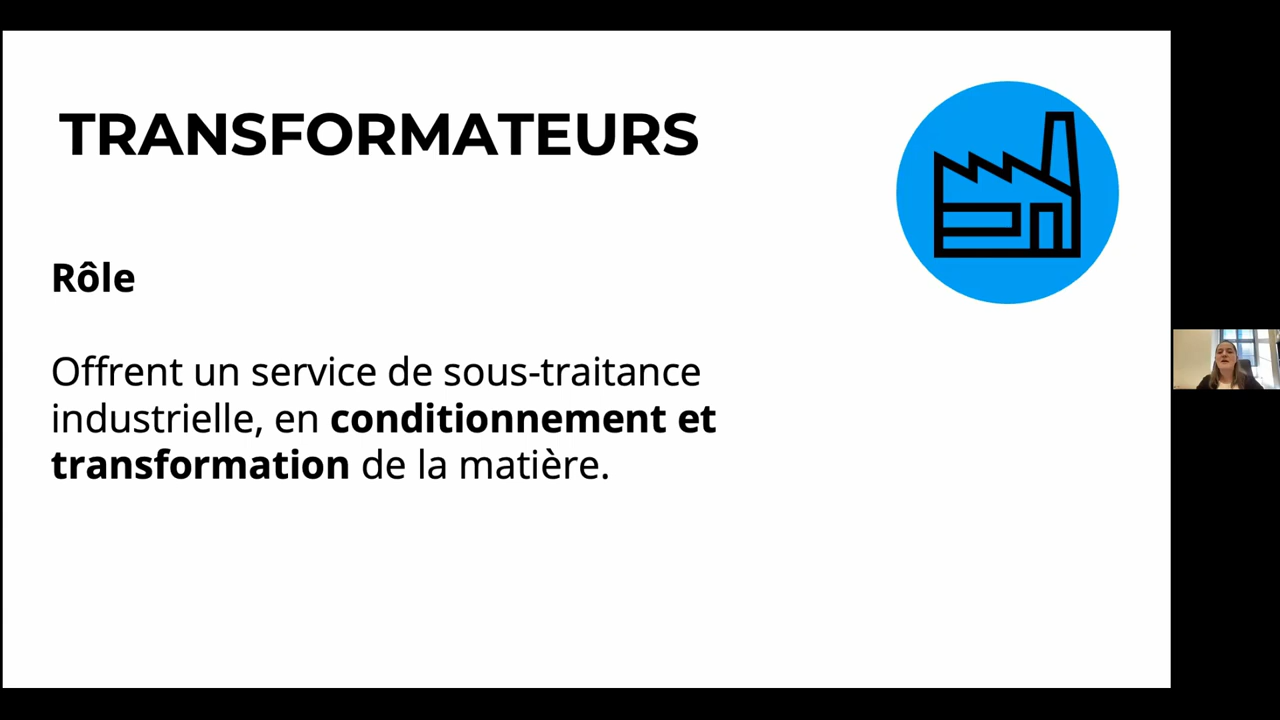 TRANSFORMATEURS
Rôle
Offrent un service de sous-traitance
industrielle, en conditionnement et
transformation de la matière.